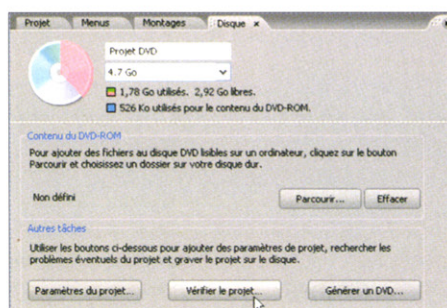 Projet Menus Montages Disque ×
Projet DVD
4.7 Go
1,78 Go utilisés. 2,92 Go libres.
526 Ko utilisés pour le contenu du DVD-ROM.
Contenu du DVD-ROM
Pour ajouter des fichiers au disque DVD lisibles sur un ordinateur, cliquez sur le bouton
Parcourir et choisissez un dossier sur votre disque dur.
Non défini Parcourir... Effacer
Autres tâches
Utiliser les boutons ci-dessous pour ajouter des paramètres de projet, rechercher les
problèmes éventuels du projet et graver le projet sur le disque.
Paramètres du projet... Vérifier le projet... Générer un DVD...